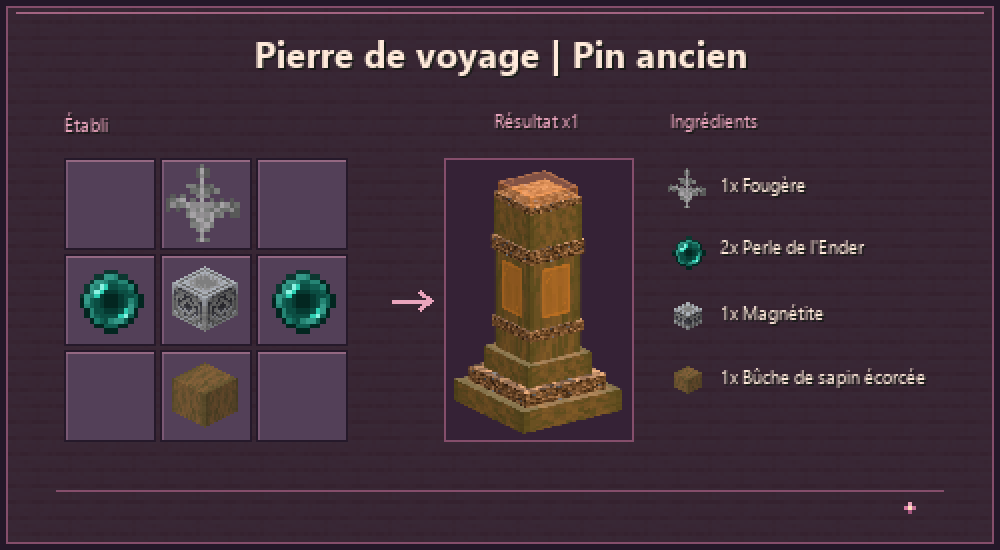 Pierre de voyage | Pin ancien
Établi
Résultat x1
Ingrédients
1x Fougère
2x Perle de l'Ender
1x Magnétite
1x Bûche de sapin écorcée